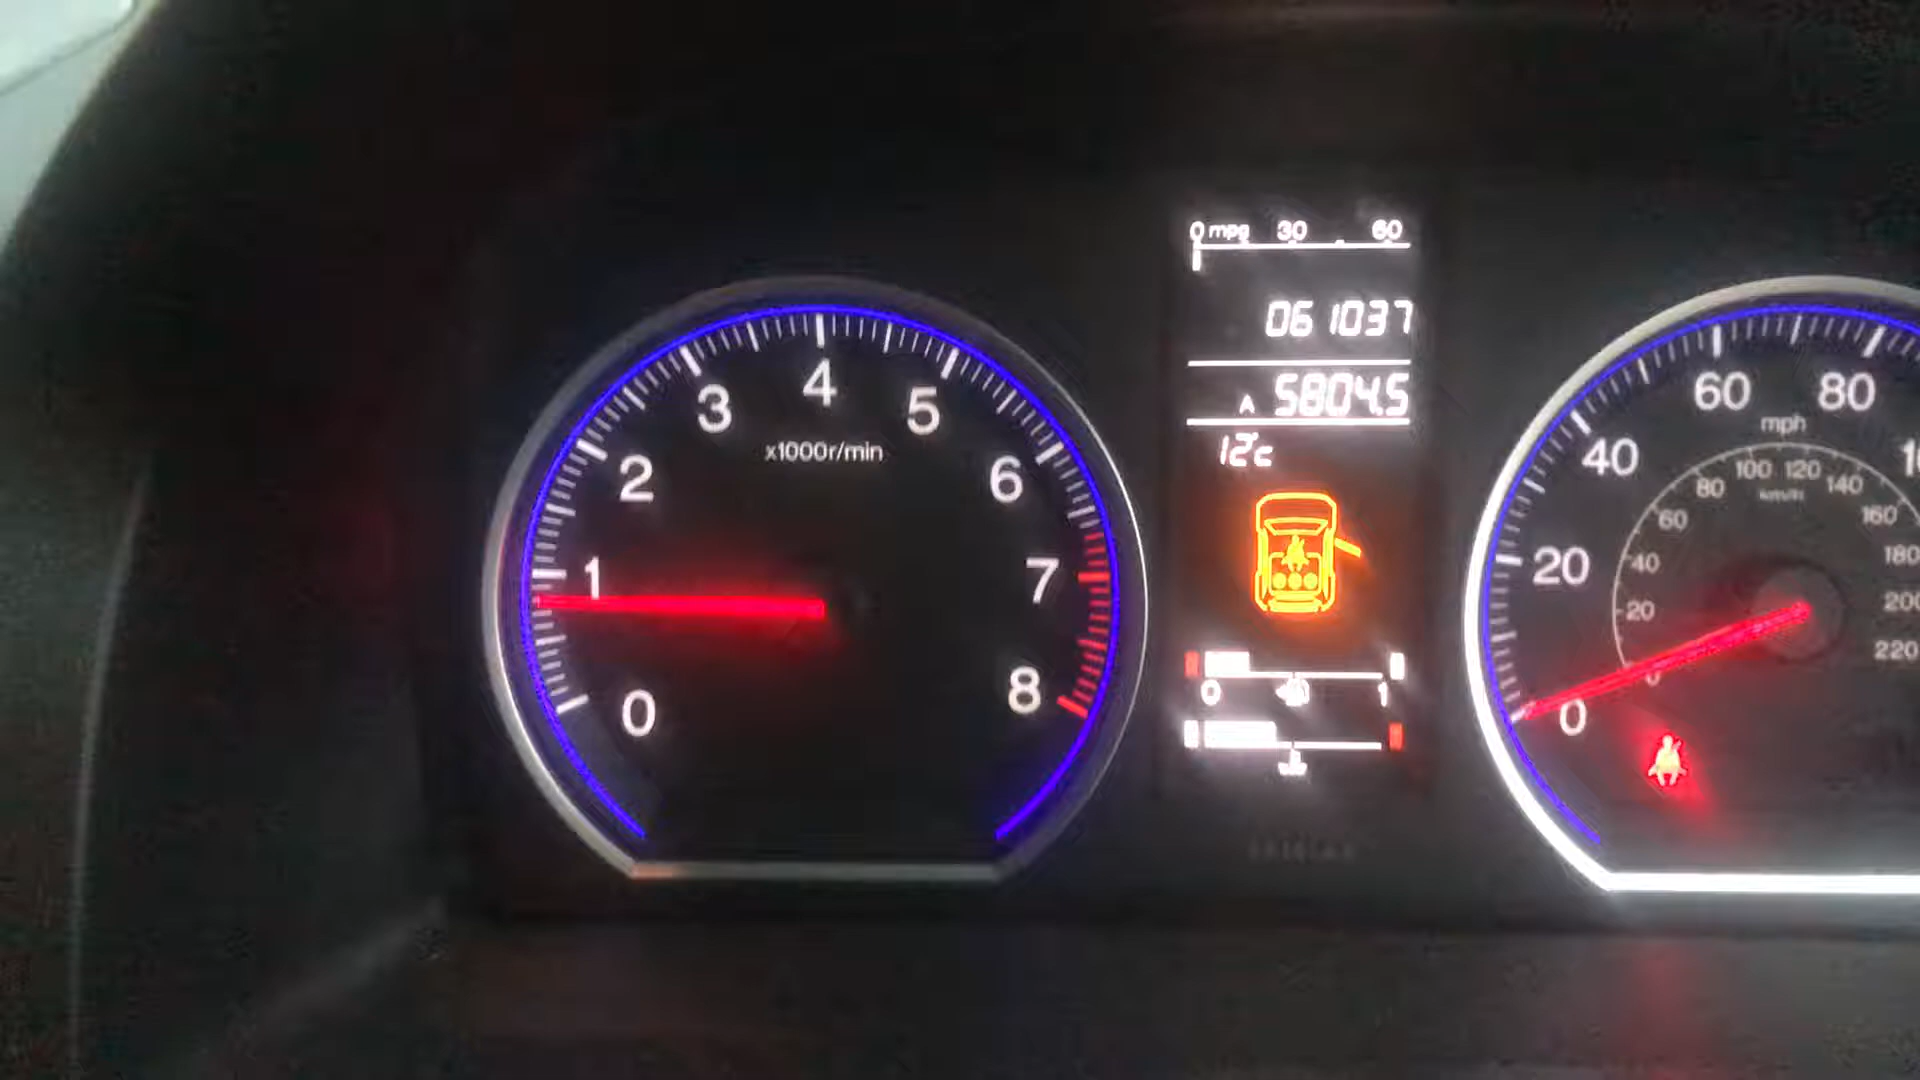 0 mpg 30 60
061037
A 5804.5
12°c
0 1
x1000r/min
0 1 2 3 4 5 6 7 8
0 20 40 60 80
mph
km/h
0 20 40 60 80 100 120 140 160 180 200 220